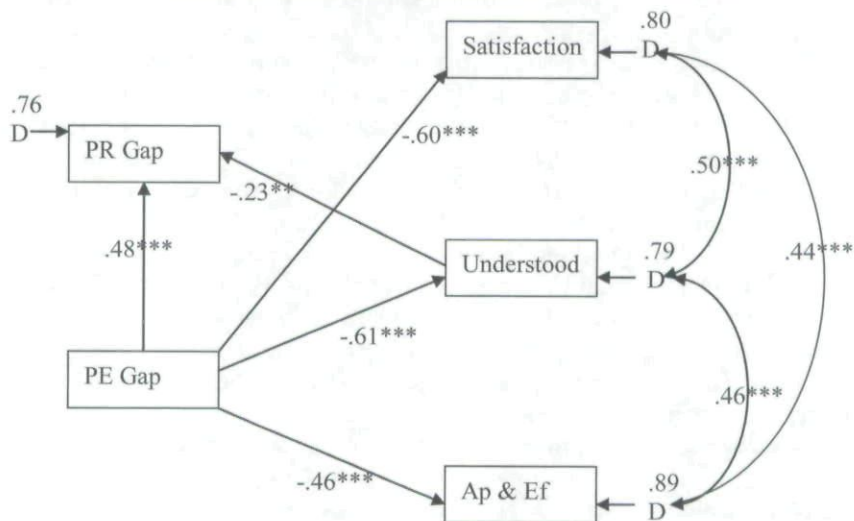 .80
Satisfaction
D
.76
D
PR Gap
-.60***
.50***
-.23**
.48***
.79
Understood
D
.44***
-.61***
PE Gap
.46***
-.46***
.89
Ap & Ef
D